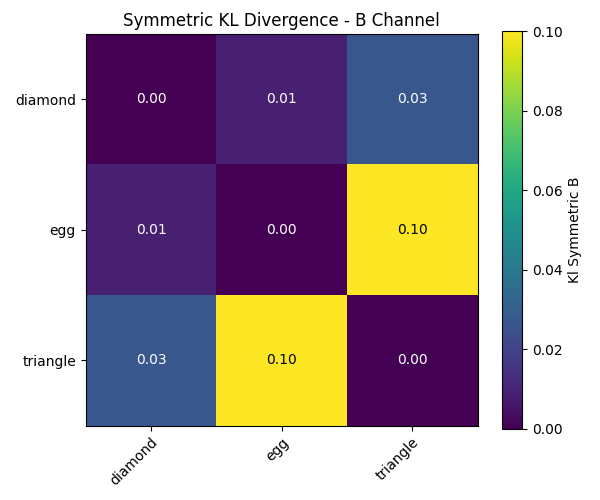 Symmetric KL Divergence - B Channel
diamond 0.00 0.01 0.03
egg 0.01 0.00 0.10
triangle 0.03 0.10 0.00
diamond egg triangle
0.10
0.08
0.06
0.04
0.02
0.00
Kl Symmetric B